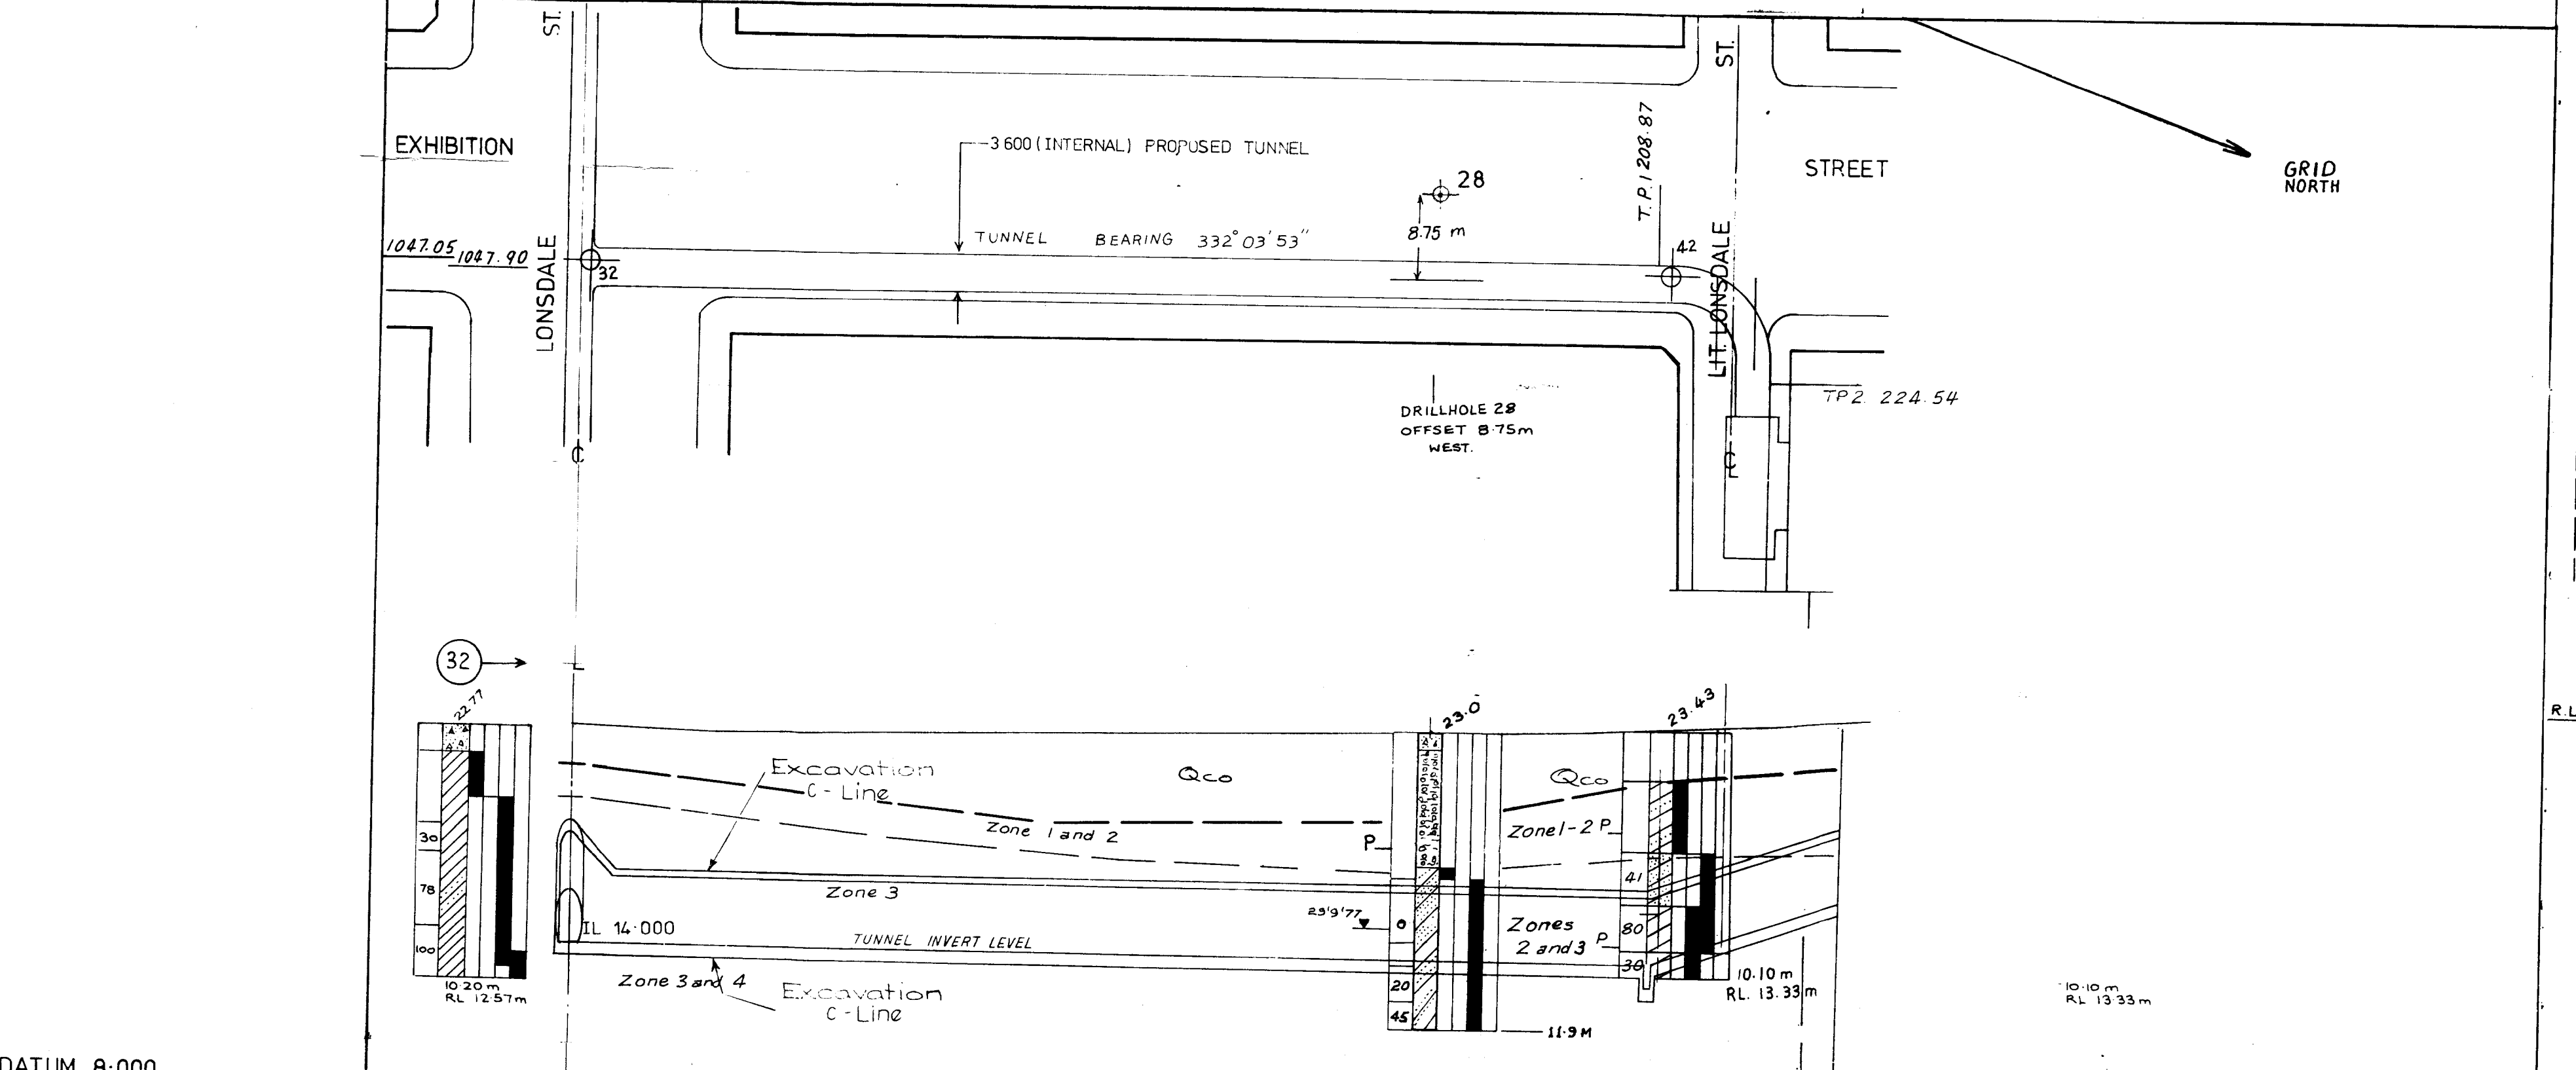 ST.
ST.
EXHIBITION
3 600 (INTERNAL) PROPOSED TUNNEL
T.P.1 208·87
STREET
GRID
NORTH
28
8·75 m
TUNNEL BEARING 332° 03' 53"
1047.05
1047.90
LONSDALE
32
42
LIT. LONSDALE
TP2. 224.54
DRILLHOLE 28
OFFSET 8·75m
WEST.
32
22.77
23.0
23.43
R.L
Excavation
C - Line
Qco
Qco
Zone 1 and 2
P
Zone 1-2 P
30
78
100
Zone 3
41
29'9'77
0
Zones
2 and 3 P
80
30
IL 14·000
TUNNEL INVERT LEVEL
Zone 3 and 4
Excavation
C - Line
10·20 m
RL 12·57m
20
45
11·9 M
10.10 m
RL. 13.33 m
10·10 m
RL 13·33 m
DATUM 8·000